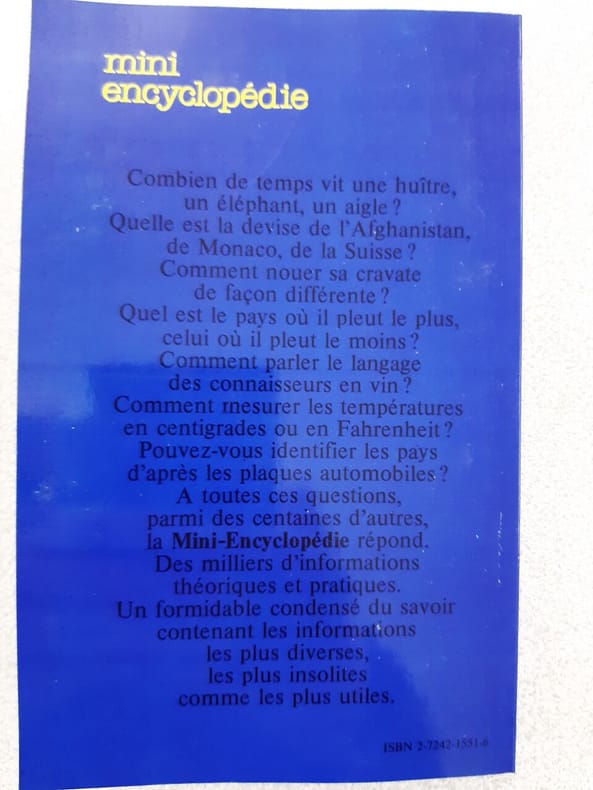 mini
encyclopédie
Combien de temps vit une huître,
un éléphant, un aigle ?
Quelle est la devise de l'Afghanistan,
de Monaco, de la Suisse ?
Comment nouer sa cravate
de façon différente ?
Quel est le pays où il pleut le plus,
celui où il pleut le moins ?
Comment parler le langage
des connaisseurs en vin ?
Comment mesurer les températures
en centigrades ou en Fahrenheit ?
Pouvez-vous identifier les pays
d'après les plaques automobiles ?
A toutes ces questions,
parmi des centaines d'autres,
la Mini-Encyclopédie répond.
Des milliers d'informations
théoriques et pratiques.
Un formidable condensé du savoir
contenant les informations
les plus diverses,
les plus insolites
comme les plus utiles.
ISBN 2-7242-1551-6